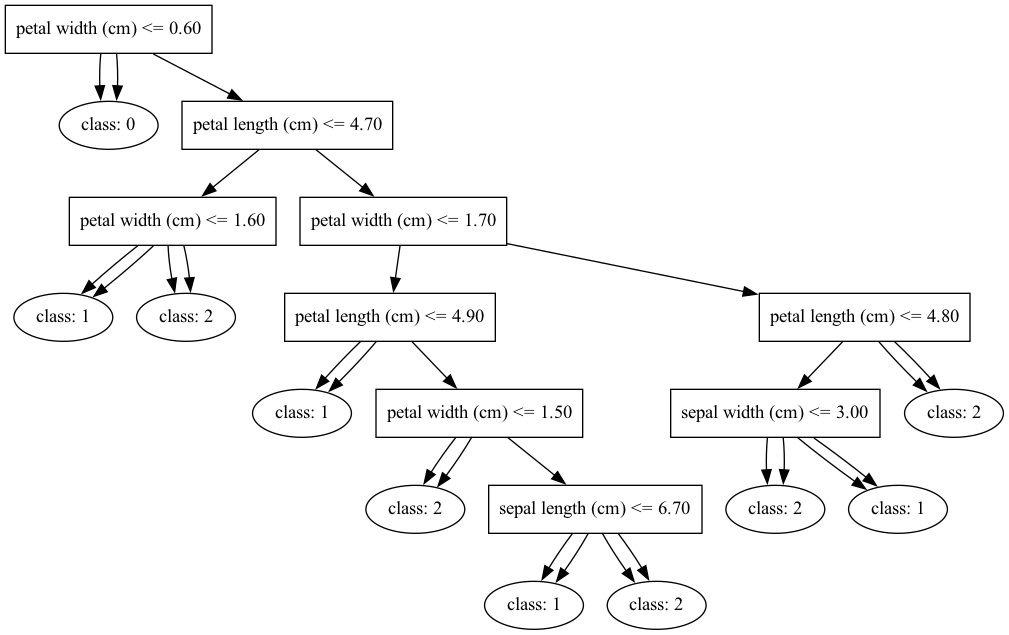 petal width (cm) <= 0.60
class: 0
petal length (cm) <= 4.70
petal width (cm) <= 1.60
petal width (cm) <= 1.70
class: 1
class: 2
petal length (cm) <= 4.90
petal length (cm) <= 4.80
class: 1
petal width (cm) <= 1.50
sepal width (cm) <= 3.00
class: 2
class: 2
sepal length (cm) <= 6.70
class: 2
class: 1
class: 1
class: 2